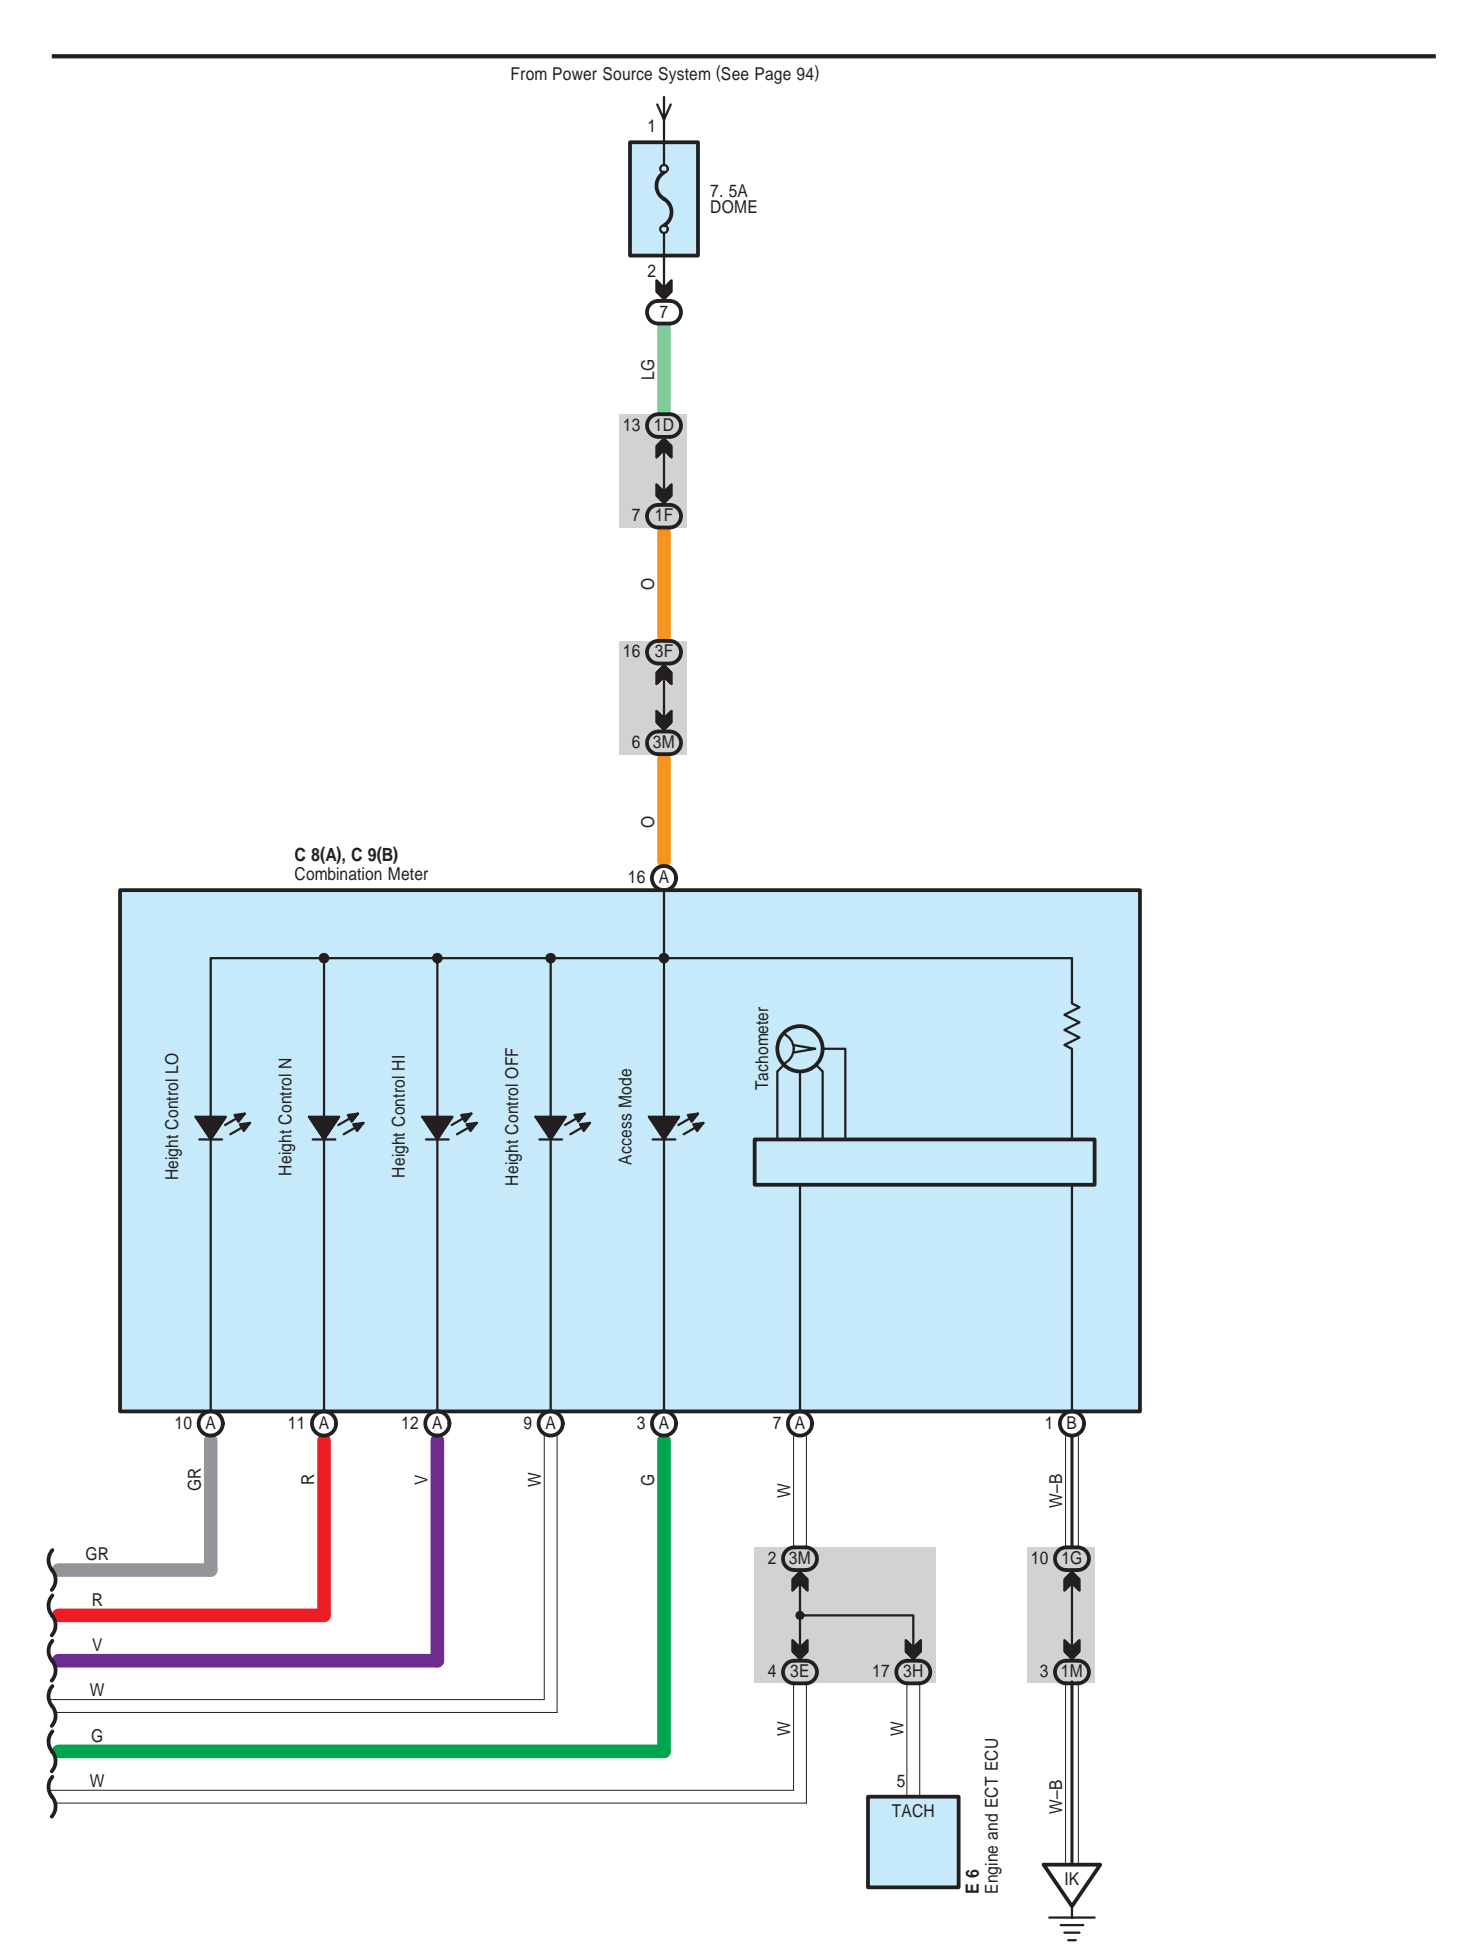 From Power Source System (See Page 94)
1
7. 5A
DOME
2
7
LG
13 1D
7 1F
O
16 3F
6 3M
O
C 8(A), C 9(B)
Combination Meter
16 A
Height Control LO
Height Control N
Height Control HI
Height Control OFF
Access Mode
Tachometer
10 A
11 A
12 A
9 A
3 A
7 A
1 B
GR
R
V
W
G
W
W–B
GR
R
V
W
G
W
2 3M
10 1G
4 3E
17 3H
3 1M
W
W
W–B
5
TACH
E 6
Engine and ECT ECU
IK